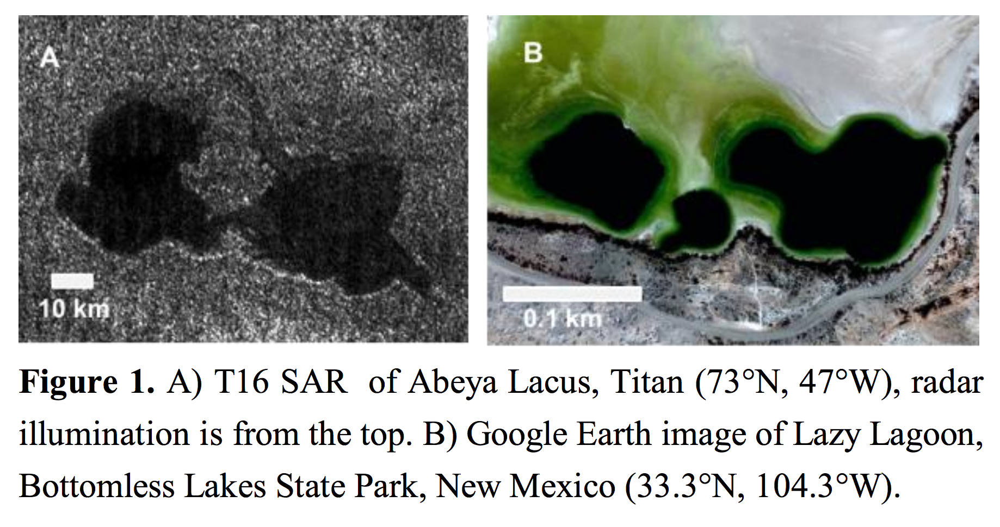 A
B
10 km
0.1 km
Figure 1. A) T16 SAR of Abeya Lacus, Titan (73°N, 47°W), radar
illumination is from the top. B) Google Earth image of Lazy Lagoon,
Bottomless Lakes State Park, New Mexico (33.3°N, 104.3°W).